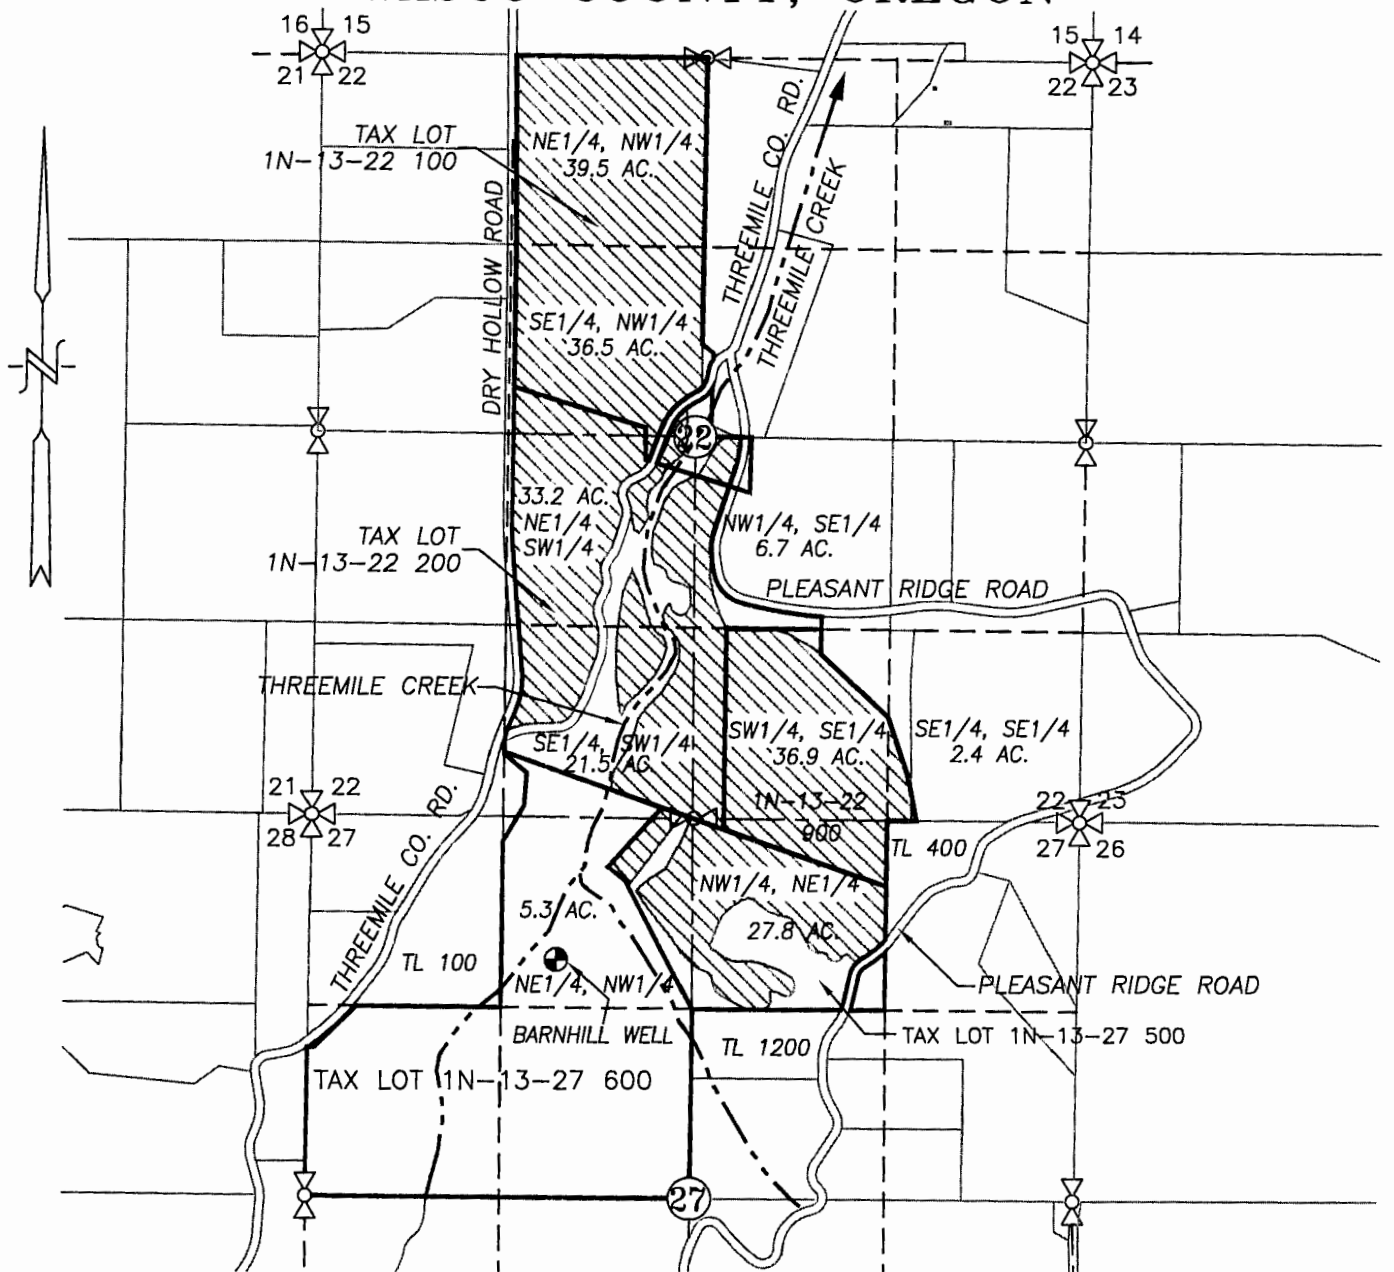 COUNTY, OREGON
16 15
21 22
15 14
22 23
TAX LOT
1N-13-22 100
NE1/4, NW1/4
39.5 AC.
DRY HOLLOW ROAD
THREEMILE CO. RD.
THREEMILE CREEK
SE1/4, NW1/4
36.5 AC.
N
22
33.2 AC.
NE1/4
SW1/4
TAX LOT
1N-13-22 200
NW1/4, SE1/4
6.7 AC.
PLEASANT RIDGE ROAD
THREEMILE CREEK
SE1/4, SW1/4
21.5 AC
SW1/4, SE1/4
36.9 AC.
SE1/4, SE1/4
2.4 AC.
21 22
28 27
1N-13-22
900
22 23
27 26
TL 400
THREEMILE CO. RD.
NW1/4, NE1/4
27.8 AC.
5.3 AC.
TL 100
NE1/4, NW1/4
PLEASANT RIDGE ROAD
BARNHILL WELL
TL 1200
TAX LOT 1N-13-27 500
TAX LOT 1N-13-27 600
27